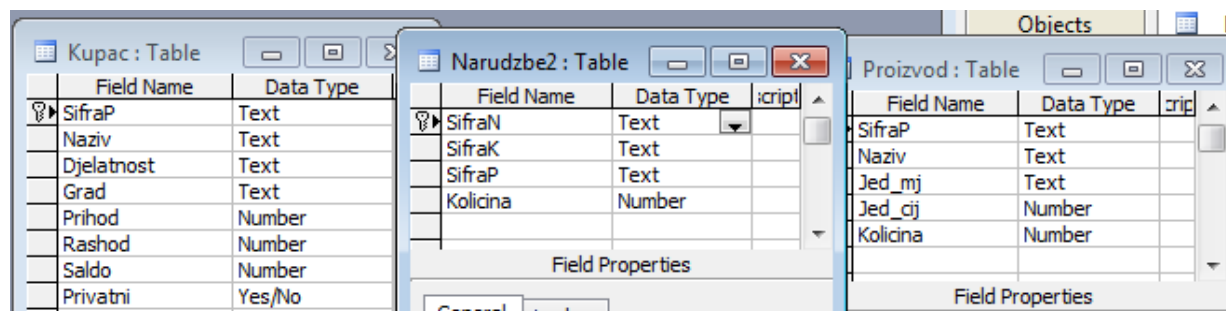 Objects
Kupac : Table
Field Name Data Type
SifraP Text
Naziv Text
Djelatnost Text
Grad Text
Prihod Number
Rashod Number
Saldo Number
Privatni Yes/No
Narudzbe2 : Table
Field Name Data Type script
SifraN Text
SifraK Text
SifraP Text
Kolicina Number
Field Properties
General
Proizvod : Table
Field Name Data Type crip
SifraP Text
Naziv Text
Jed_mj Text
Jed_cij Number
Kolicina Number
Field Properties